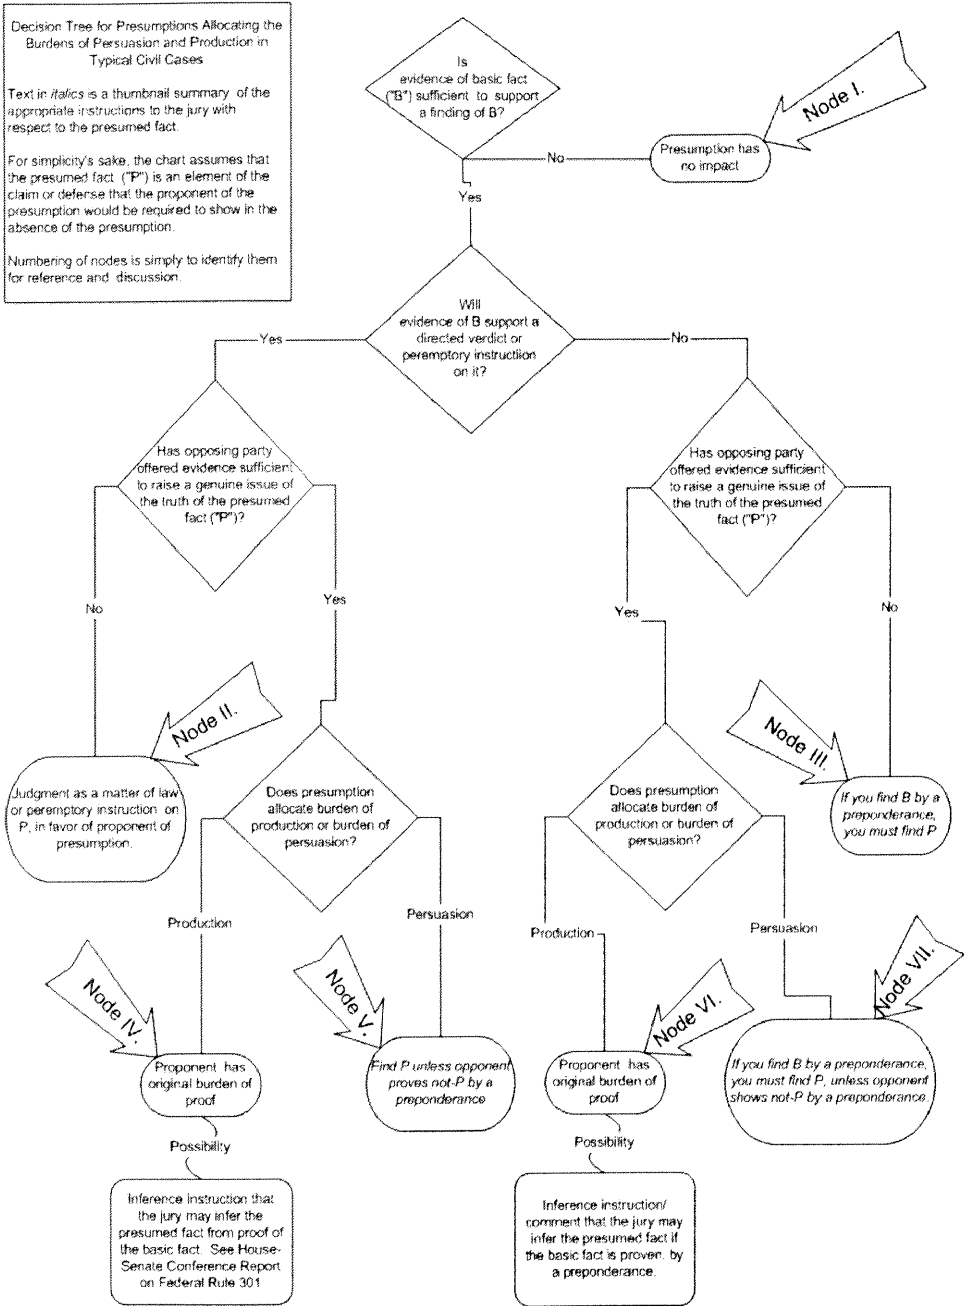 Decision Tree for Presumptions Allocating the
Burdens of Persuasion and Production in
Typical Civil Cases
Text in italics is a thumbnail summary of the
appropriate instructions to the jury with
respect to the presumed fact.
For simplicity's sake, the chart assumes that
the presumed fact ("P") is an element of the
claim or defense that the proponent of the
presumption would be required to show in the
absence of the presumption.
Numbering of nodes is simply to identify them
for reference and discussion.
Is
evidence of basic fact
("B") sufficient to support
a finding of B?
Node I.
No
Presumption has
no impact
Yes
Will
evidence of B support a
directed verdict or
peremptory instructiion
on it?
Yes
No
Has opposing party
offered evidence sufficient
to raise a genuine issue of
the truth of the presumed
fact ("P")?
Has opposing party
offered evidence sufficient
to raise a genuine issue of
the truth of the presumed
fact ("P")?
No
Yes
Yes
No
Node II.
Node III.
Judgment as a matter of law
or peremptory instruction on
P, in favor of proponent of
presumption.
Does presumption
allocate burden of
production or burden of
persuasion?
Does presumption
allocate burden of
production or burden of
persuasion?
If you find B by a
preponderance,
you must find P
Production
Persuasion
Production
Persuasion
Node IV.
Node V.
Node VI.
Node VII.
Proponent has
original burden of
proof
Find P unless opponent
proves not-P by a
preponderance
Proponent has
original burden of
proof
If you find B by a preponderance,
you must find P, unless opponent
shows not-P by a preponderance.
Possibility
Possibility
Inference instruction that
the jury may infer the
presumed fact from proof of
the basic fact. See House-
Senate Conference Report
on Federal Rule 301
Inference instruction/
comment that the jury may
infer the presumed fact if
the basic fact is proven. by
a preponderance.